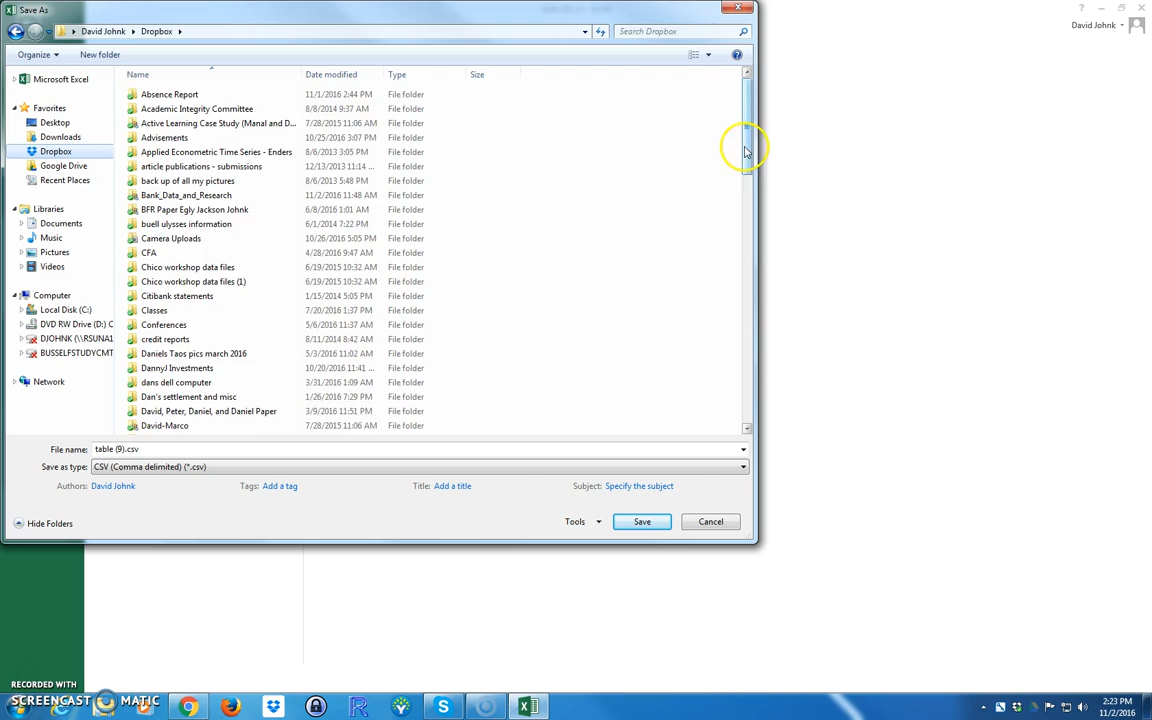 Save As
David Johnk Dropbox Search Dropbox
David Johnk
Organize New folder
Name Date modified Type Size
Microsoft Excel
Favorites
Desktop
Downloads
Dropbox
Google Drive
Recent Places
Libraries
Documents
Music
Pictures
Videos
Computer
Local Disk (C:)
DVD RW Drive (D:) C
DJOHNK (\\RSUNA1
BUSSELFSTUDYCMT
Network
Absence Report 11/1/2016 2:44 PM File folder
Academic Integrity Committee 8/8/2014 9:37 AM File folder
Active Learning Case Study (Manal and D... 7/28/2015 11:06 AM File folder
Advisements 10/25/2016 3:07 PM File folder
Applied Econometric Time Series - Enders 8/6/2013 3:05 PM File folder
article publications - submissions 12/13/2013 11:14 ... File folder
back up of all my pictures 8/6/2013 5:48 PM File folder
Bank_Data_and_Research 11/2/2016 11:48 AM File folder
BFR Paper Egly Jackson Johnk 6/8/2016 1:01 AM File folder
buell ulysses information 6/1/2014 7:22 PM File folder
Camera Uploads 10/26/2016 5:05 PM File folder
CFA 4/28/2016 9:47 AM File folder
Chico workshop data files 6/19/2015 10:32 AM File folder
Chico workshop data files (1) 6/19/2015 10:32 AM File folder
Citibank statements 1/15/2014 5:05 PM File folder
Classes 7/20/2016 1:37 PM File folder
Conferences 5/6/2016 11:37 AM File folder
credit reports 8/11/2014 8:42 AM File folder
Daniels Taos pics march 2016 5/3/2016 11:02 AM File folder
DannyJ Investments 10/20/2016 11:41 ... File folder
dans dell computer 3/31/2016 1:09 AM File folder
Dan's settlement and misc 1/26/2016 7:29 PM File folder
David, Peter, Daniel, and Daniel Paper 3/9/2016 11:51 PM File folder
David-Marco 7/28/2015 11:06 AM File folder
File name: table (9).csv
Save as type: CSV (Comma delimited) (*.csv)
Authors: David Johnk Tags: Add a tag Title: Add a title Subject: Specify the subject
Hide Folders Tools Save Cancel
RECORDED WITH
SCREENCAST MATIC
2:23 PM
11/2/2016